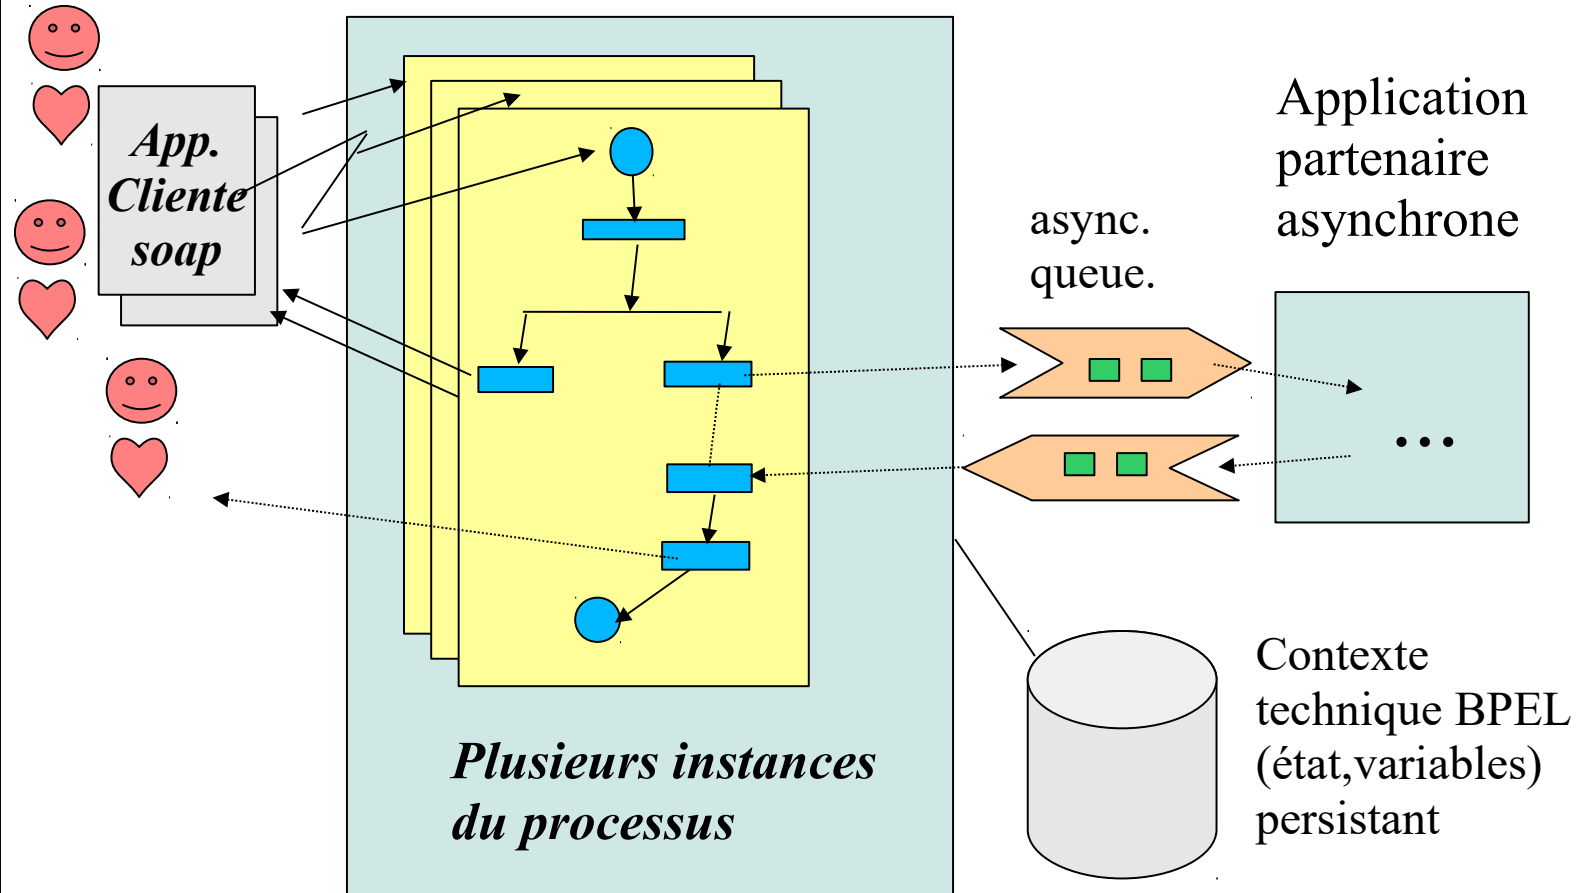 App.
Cliente
soap
Application
partenaire
asynchrone
async.
queue.
...
Plusieurs instances
du processus
Contexte
technique BPEL
(état,variables)
persistant